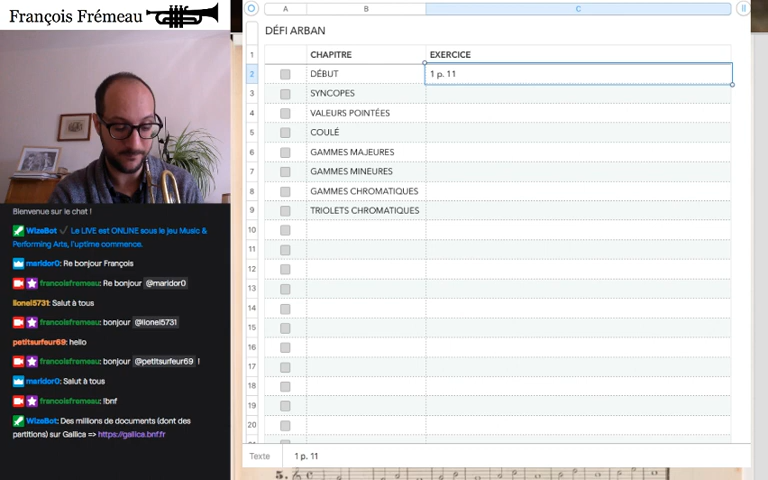 François Frémeau
Bienvenue sur le chat !
WizeBot ✔ Le LIVE est ONLINE sous le jeu Music &
Performing Arts, l'uptime commence.
maridor0: Re bonjour François
francoisfremeau: Re bonjour @maridor0
lionel5731: Salut à tous
francoisfremeau: bonjour @lionel5731
petitsurfeur69: hello
francoisfremeau: bonjour @petitsurfeur69 !
maridor0: Salut à tous
francoisfremeau: !bnf
WizeBot: Des millions de documents (dont des
partitions) sur Gallica => https://gallica.bnf.fr
A B C
DÉFI ARBAN
1 CHAPITRE EXERCICE
2 DÉBUT 1 p. 11
3 SYNCOPES
4 VALEURS POINTÉES
5 COULÉ
6 GAMMES MAJEURES
7 GAMMES MINEURES
8 GAMMES CHROMATIQUES
9 TRIOLETS CHROMATIQUES
10
11
12
13
14
15
16
17
18
19
20
Texte 1 p. 11
5.